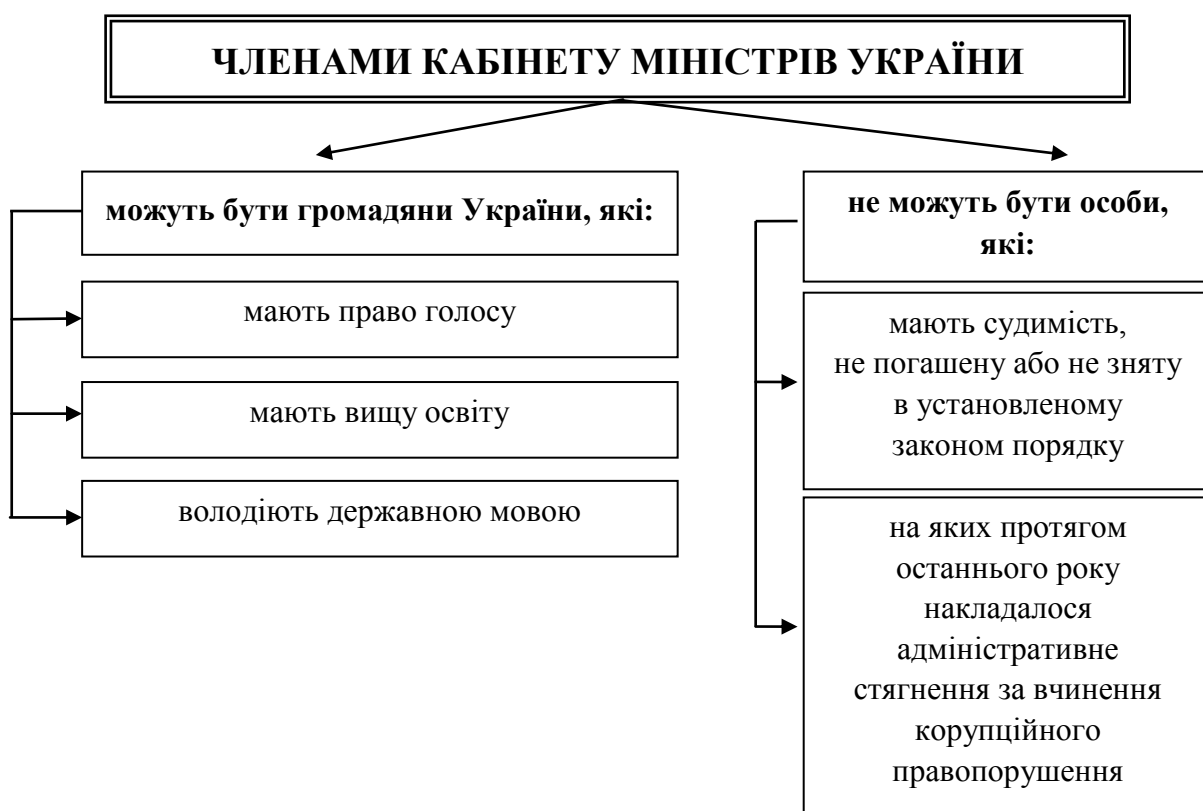 ЧЛЕНАМИ КАБІНЕТУ МІНІСТРІВ УКРАЇНИ
можуть бути громадяни України, які:
мають право голосу
мають вищу освіту
володіють державною мовою
не можуть бути особи,
які:
мають судимість,
не погашену або не зняту
в установленому
законом порядку
на яких протягом
останнього року
накладалося
адміністративне
стягнення за вчинення
корупційного
правопорушення